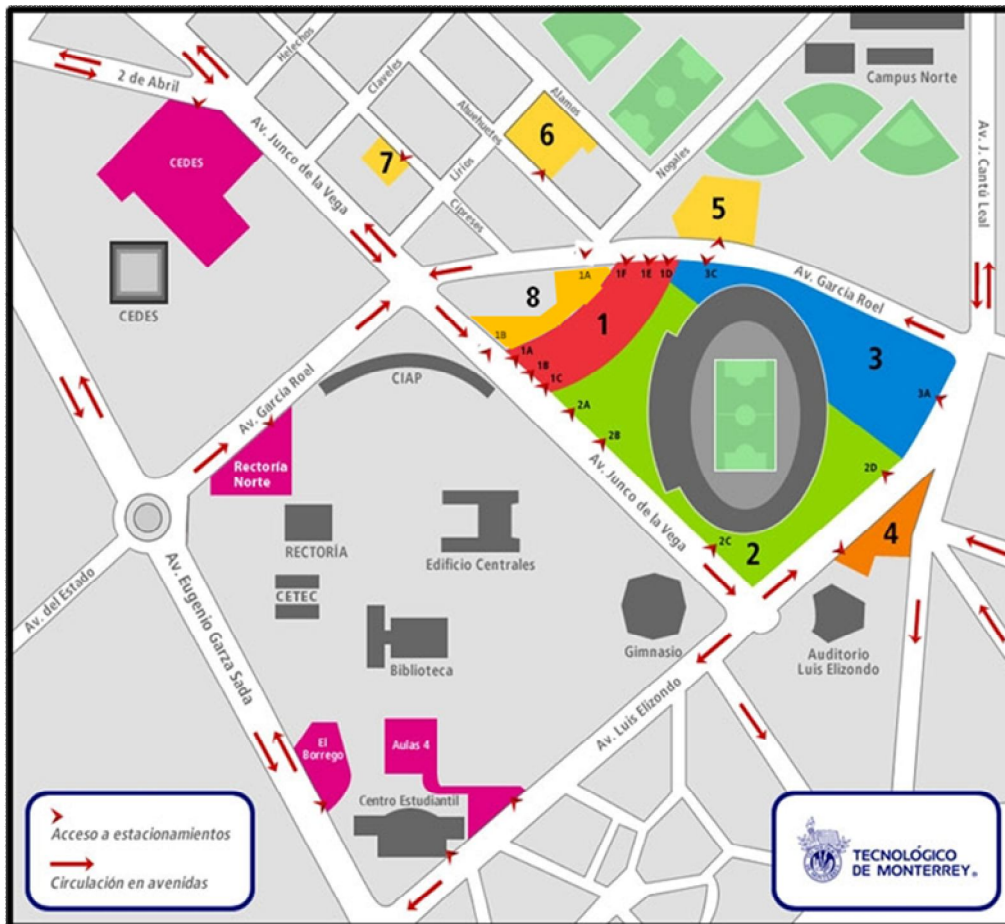 Campus Norte
2 de Abril
Helechos
Claveles
Ahuehuetes
Alamos
Av. J. Cantú Leal
6
CEDES
Av. Junco de la Vega
7
Lirios
Nogales
Cipreses
5
1A
1F
1E
1D
3C
Av. García Roel
CEDES
8
1
1B
1A
1B
1C
3
3A
CIAP
Av. García Roel
2A
2B
Rectoría
Norte
2D
Av. Junco de la Vega
RECTORÍA
Edificio Centrales
2C
2
4
Av. del Estado
CETEC
Av. Eugenio Garza Sada
Biblioteca
Gimnasio
Auditorio
Luis Elizondo
Av. Luis Elizondo
El
Borrego
Aulas 4
Centro Estudiantil
Acceso a estacionamientos
Circulación en avenidas
TECNOLÓGICO
DE MONTERREY®